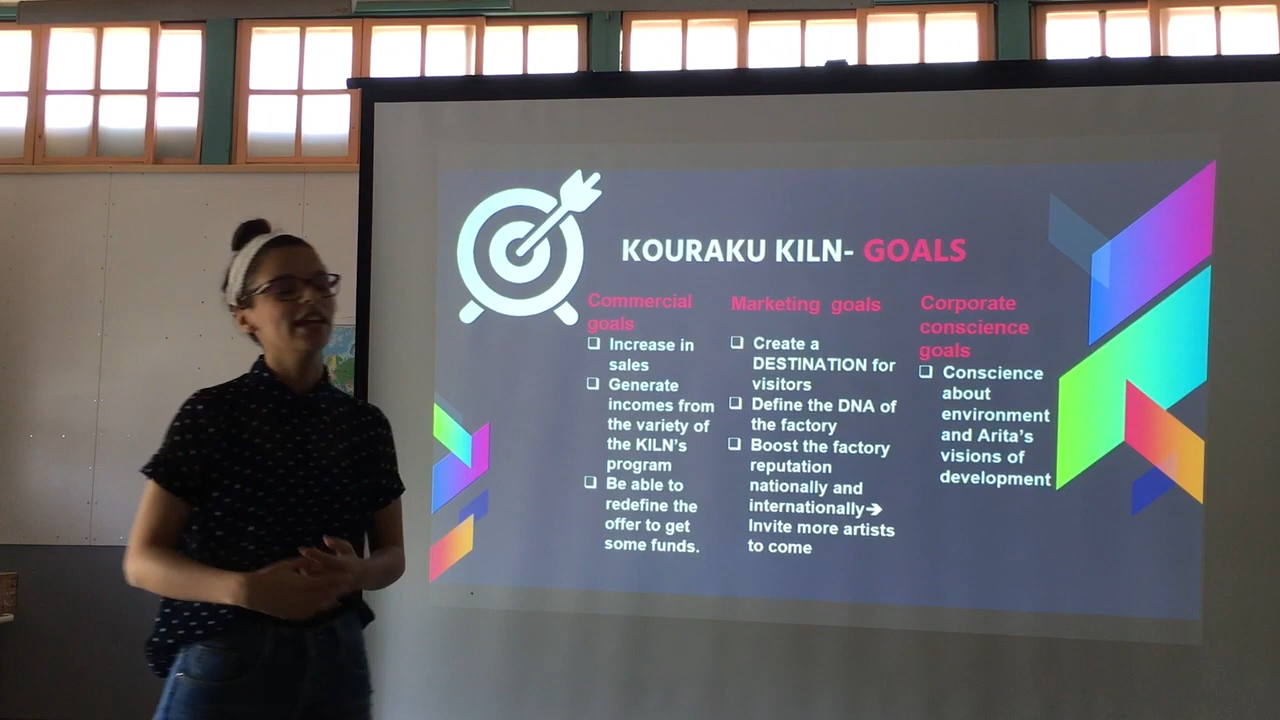 KOURAKU KILN- GOALS
Commercial
goals
❑ Increase in
sales
❑ Generate
incomes from
the variety of
the KILN's
program
❑ Be able to
redefine the
offer to get
some funds.
Marketing goals
❑ Create a
DESTINATION for
visitors
❑ Define the DNA of
the factory
❑ Boost the factory
reputation
nationally and
internationally➔
Invite more artists
to come
Corporate
conscience
goals
❑ Conscience
about
environment
and Arita's
visions of
development